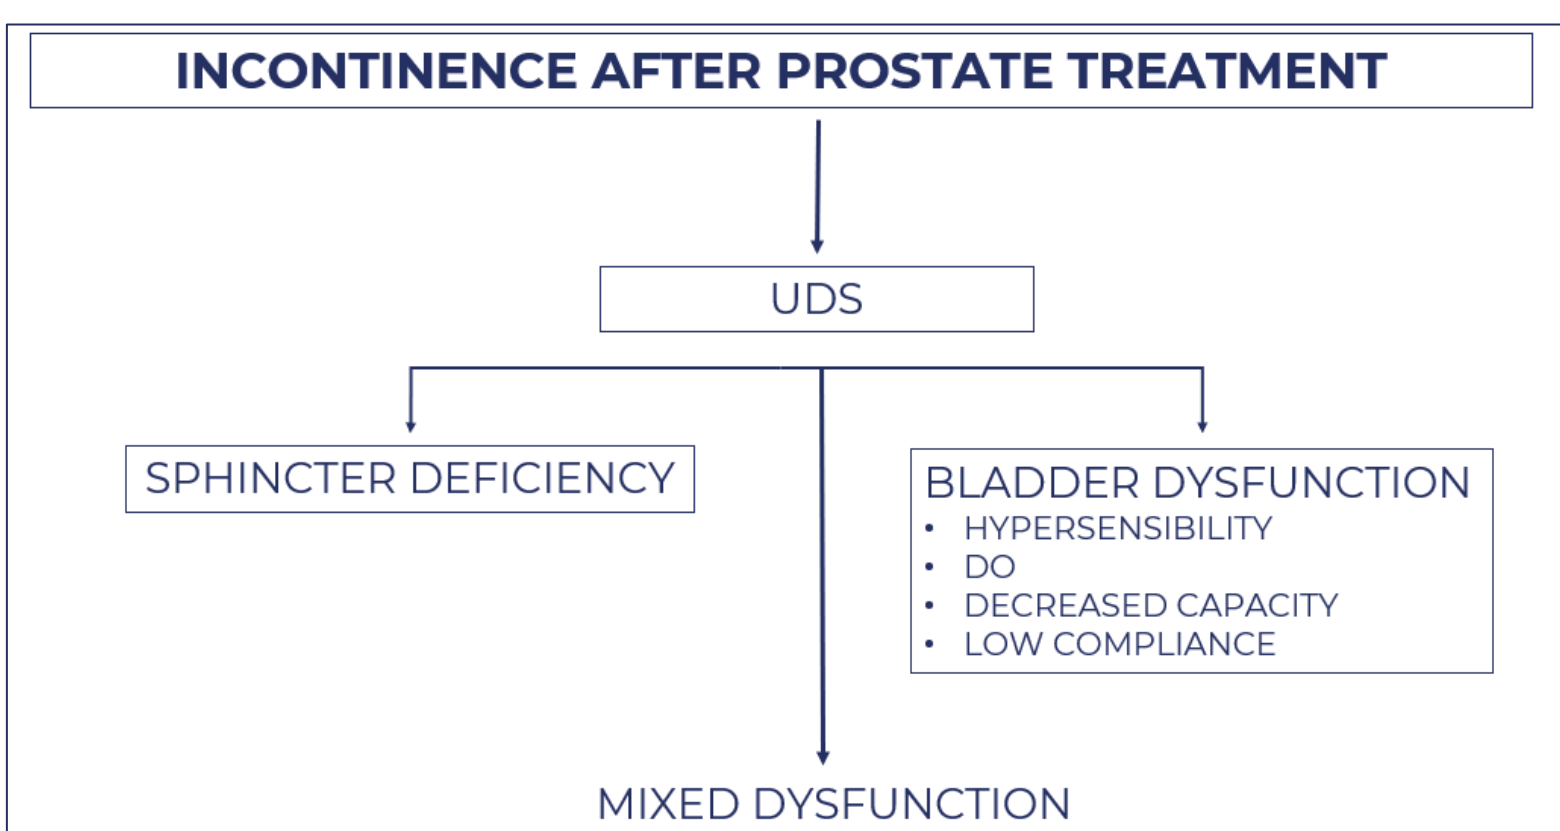 INCONTINENCE AFTER PROSTATE TREATMENT
UDS
SPHINCTER DEFICIENCY
BLADDER DYSFUNCTION
• HYPERSENSIBILITY
• DO
• DECREASED CAPACITY
• LOW COMPLIANCE
MIXED DYSFUNCTION